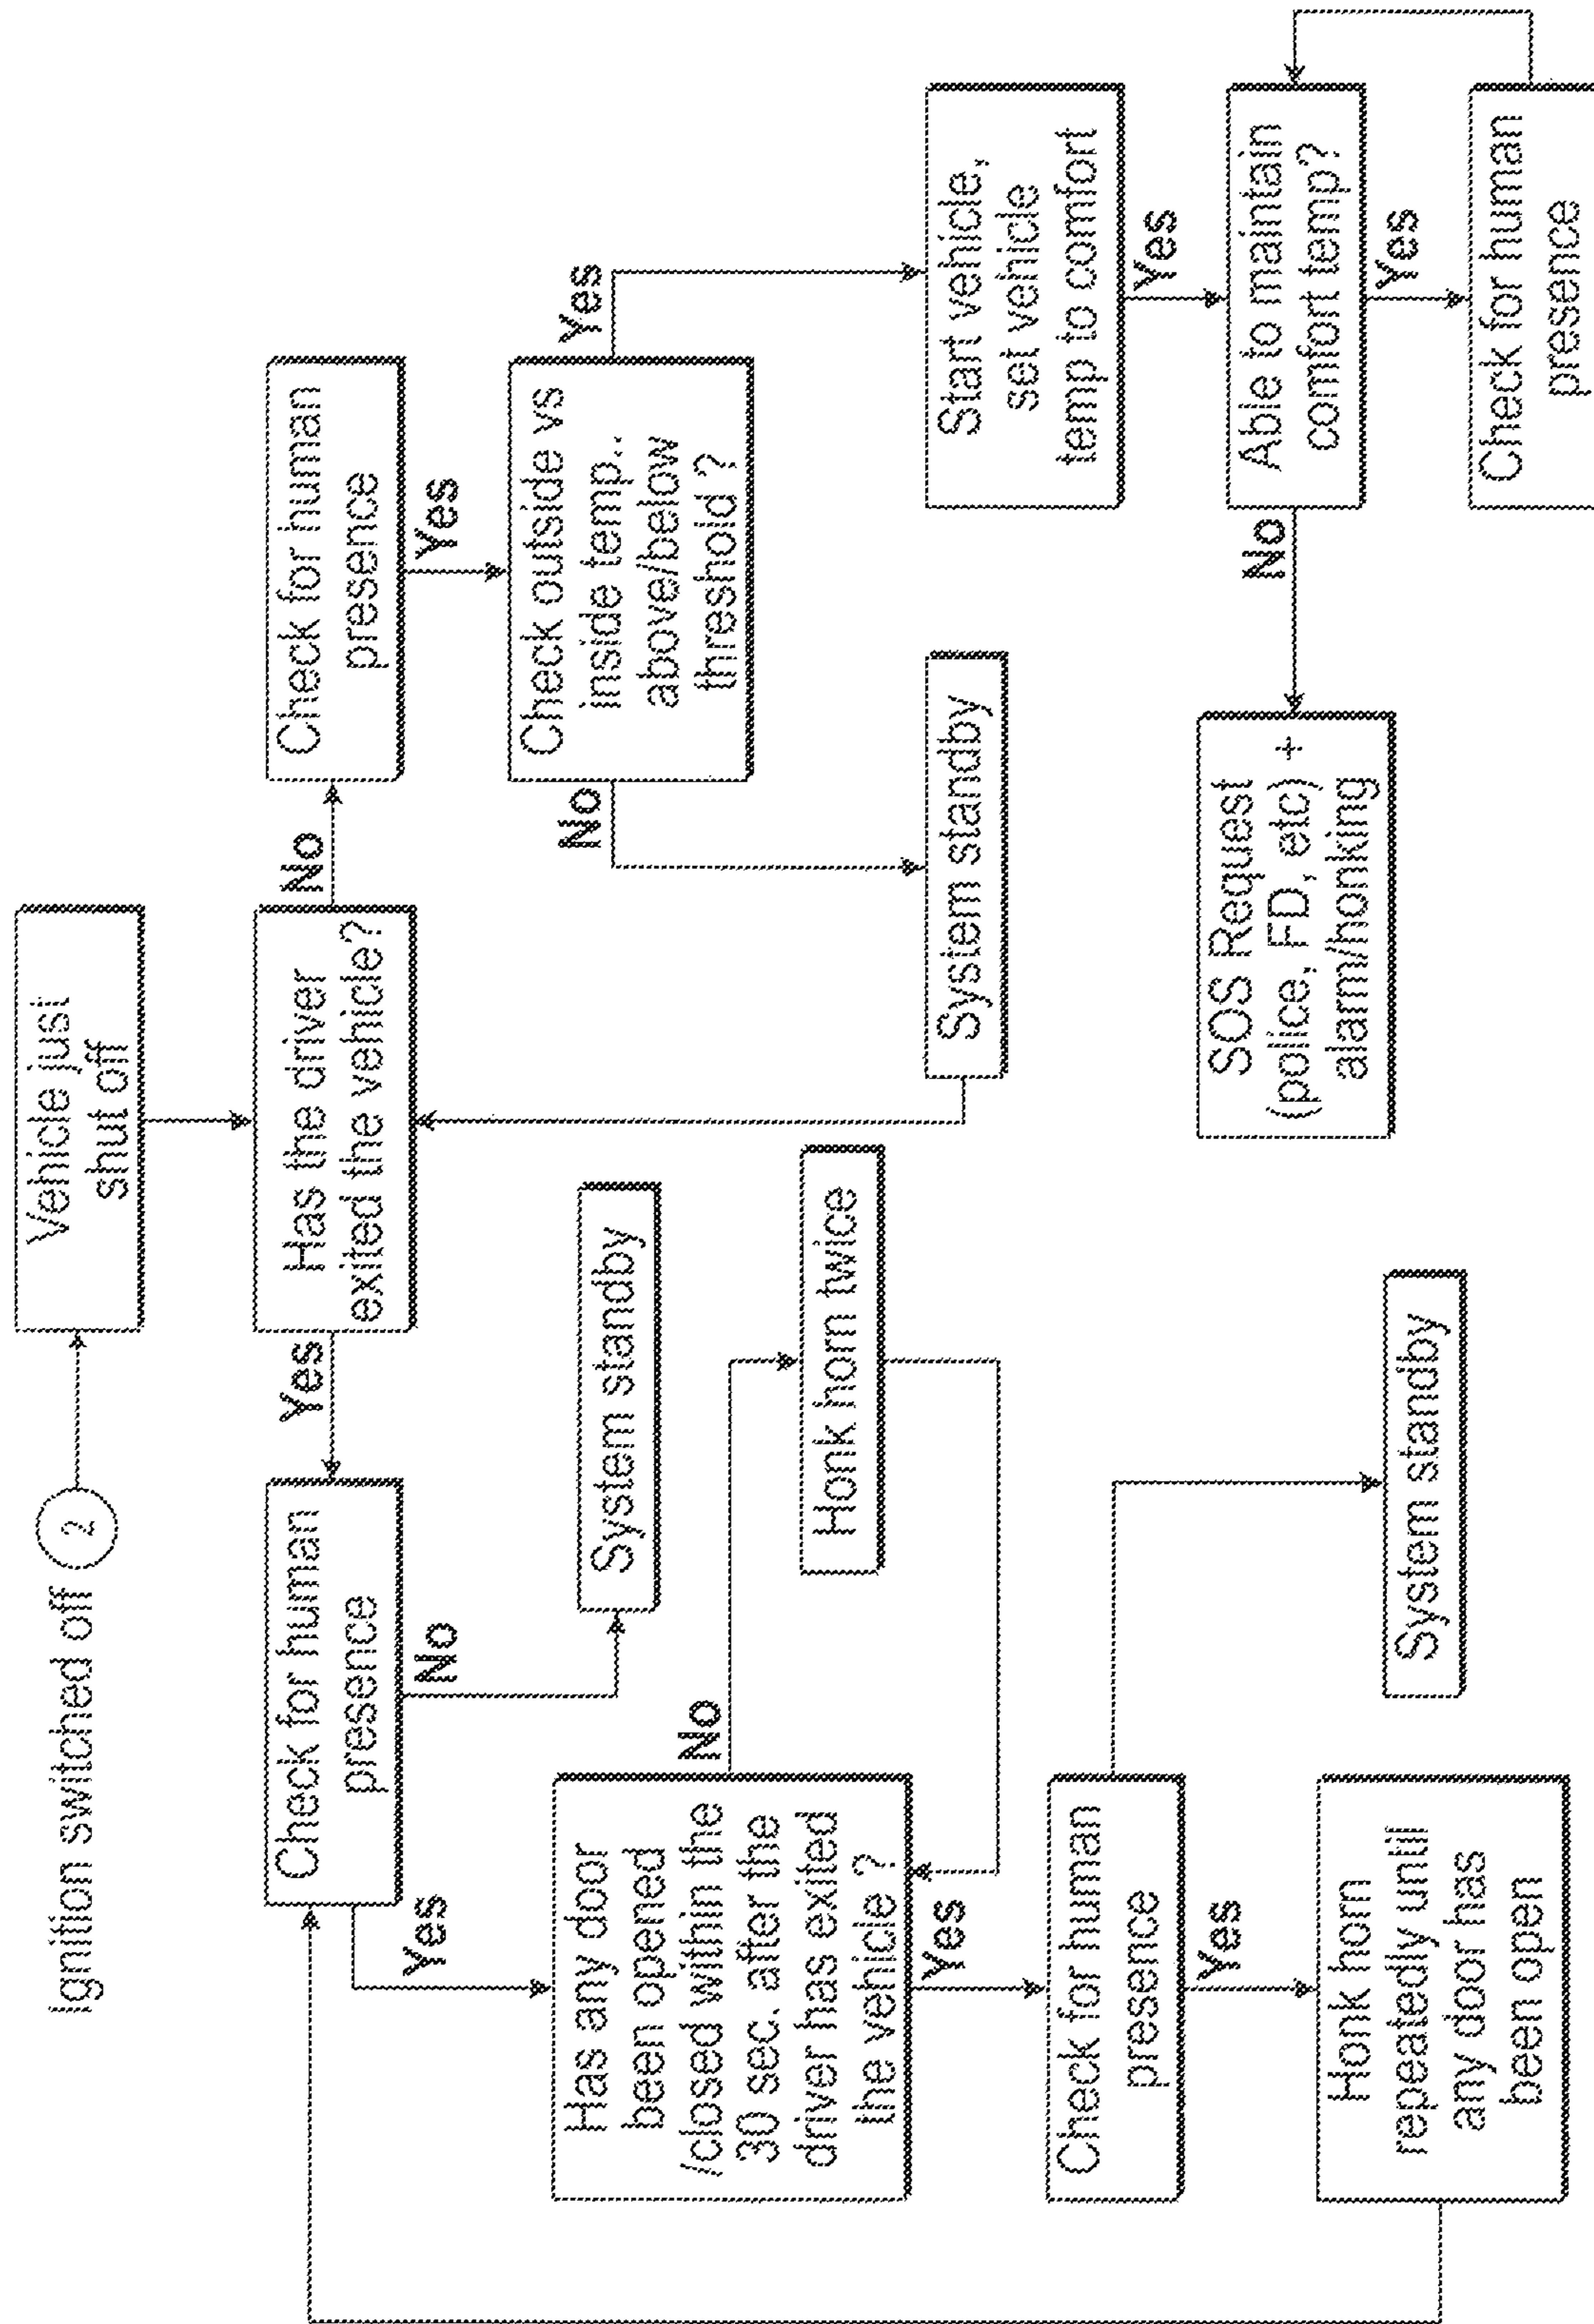 Ignition switched off
2
Vehicle just
shut off
Has the driver
exited the vehicle?
Yes
No
Check for human
presence
Check for human
presence
Yes
No
Yes
System standby
Check outside vs
inside temp..
above/below
threshold ?
No
Yes
Has any door
been opened
/closed within the
30 sec. after the
driver has exited
the vehicle ?
No
Yes
Honk horn twice
System standby
Start vehicle,
set vehicle
temp to comfort
Yes
Check for human
presence
Yes
SOS Request
(police, FD, etc) +
alarm/honking
No
Able to maintain
comfort temp?
Yes
Honk horn
repeatedly until
any door has
been open
System standby
Check for human
presence